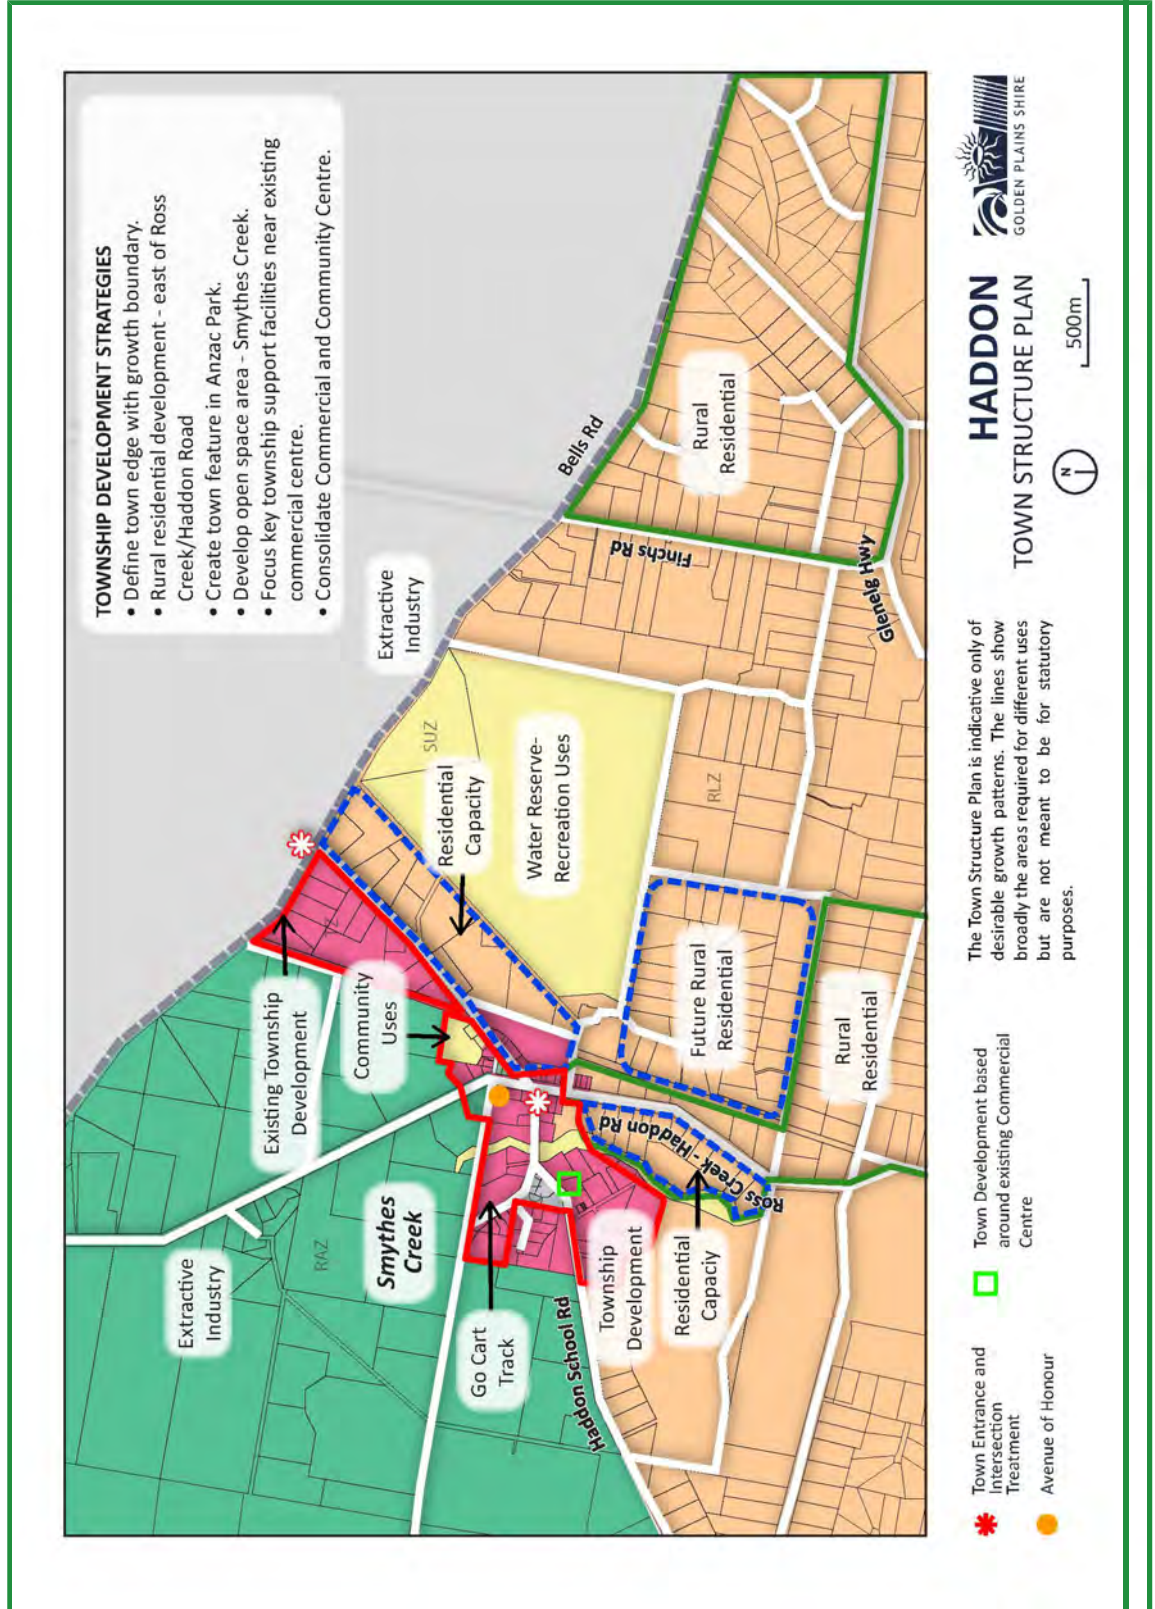 TOWNSHIP DEVELOPMENT STRATEGIES
• Define town edge with growth boundary.
• Rural residential development - east of Ross
Creek/Haddon Road
• Create town feature in Anzac Park.
• Develop open space area - Smythes Creek.
• Focus key township support facilities near existing
commercial centre.
• Consolidate Commercial and Community Centre.
Extractive
Industry
RAZ
Smythes
Creek
Existing Township
Development
TZ
Community
Uses
Extractive
Industry
Bells Rd
SUZ
Residential
Capacity
Water Reserve-
Recreation Uses
Go Cart
Track
Haddon School Rd
Township
Development
Residential
Capaciy
Ross Creek - Haddon Rd
Future Rural
Residential
RLZ
Finchs Rd
Rural
Residential
Rural
Residential
Glenelg Hwy
Town Entrance and
Intersection
Treatment
Avenue of Honour
Town Development based
around existing Commercial
Centre
The Town Structure Plan is indicative only of
desirable growth patterns. The lines show
broadly the areas required for different uses
but are not meant to be for statutory
purposes.
HADDON
TOWN STRUCTURE PLAN
N
500m
GOLDEN PLAINS SHIRE